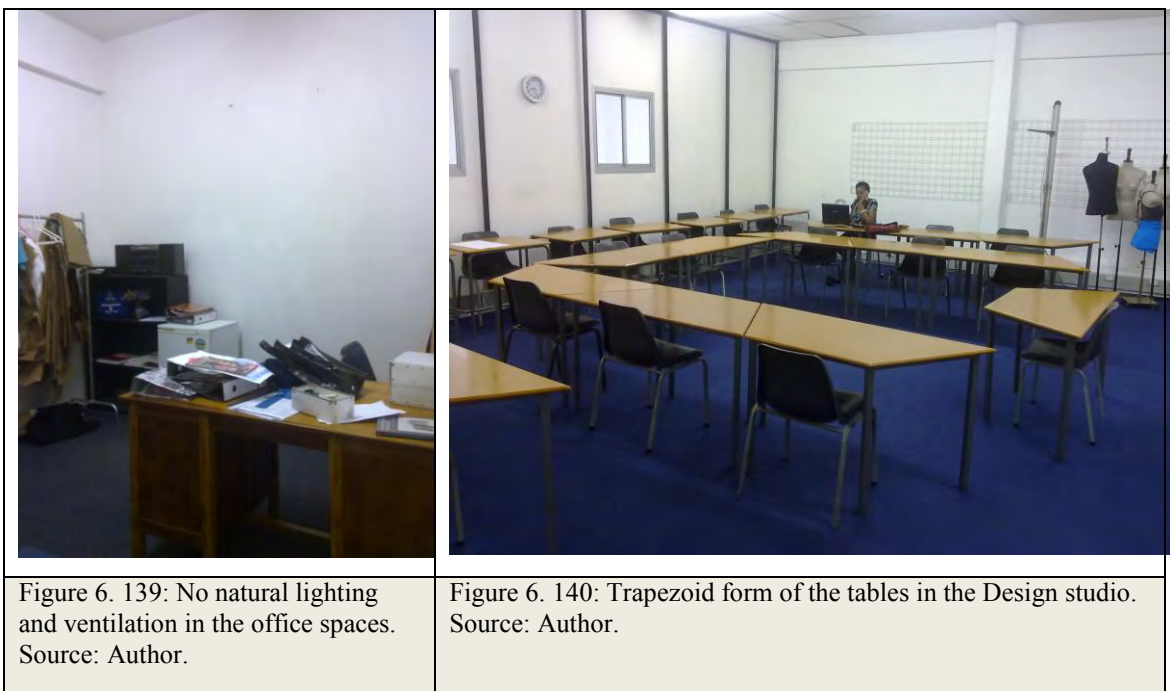 Figure 6. 139: No natural lighting
and ventilation in the office spaces.
Source: Author.
Figure 6. 140: Trapezoid form of the tables in the Design studio.
Source: Author.